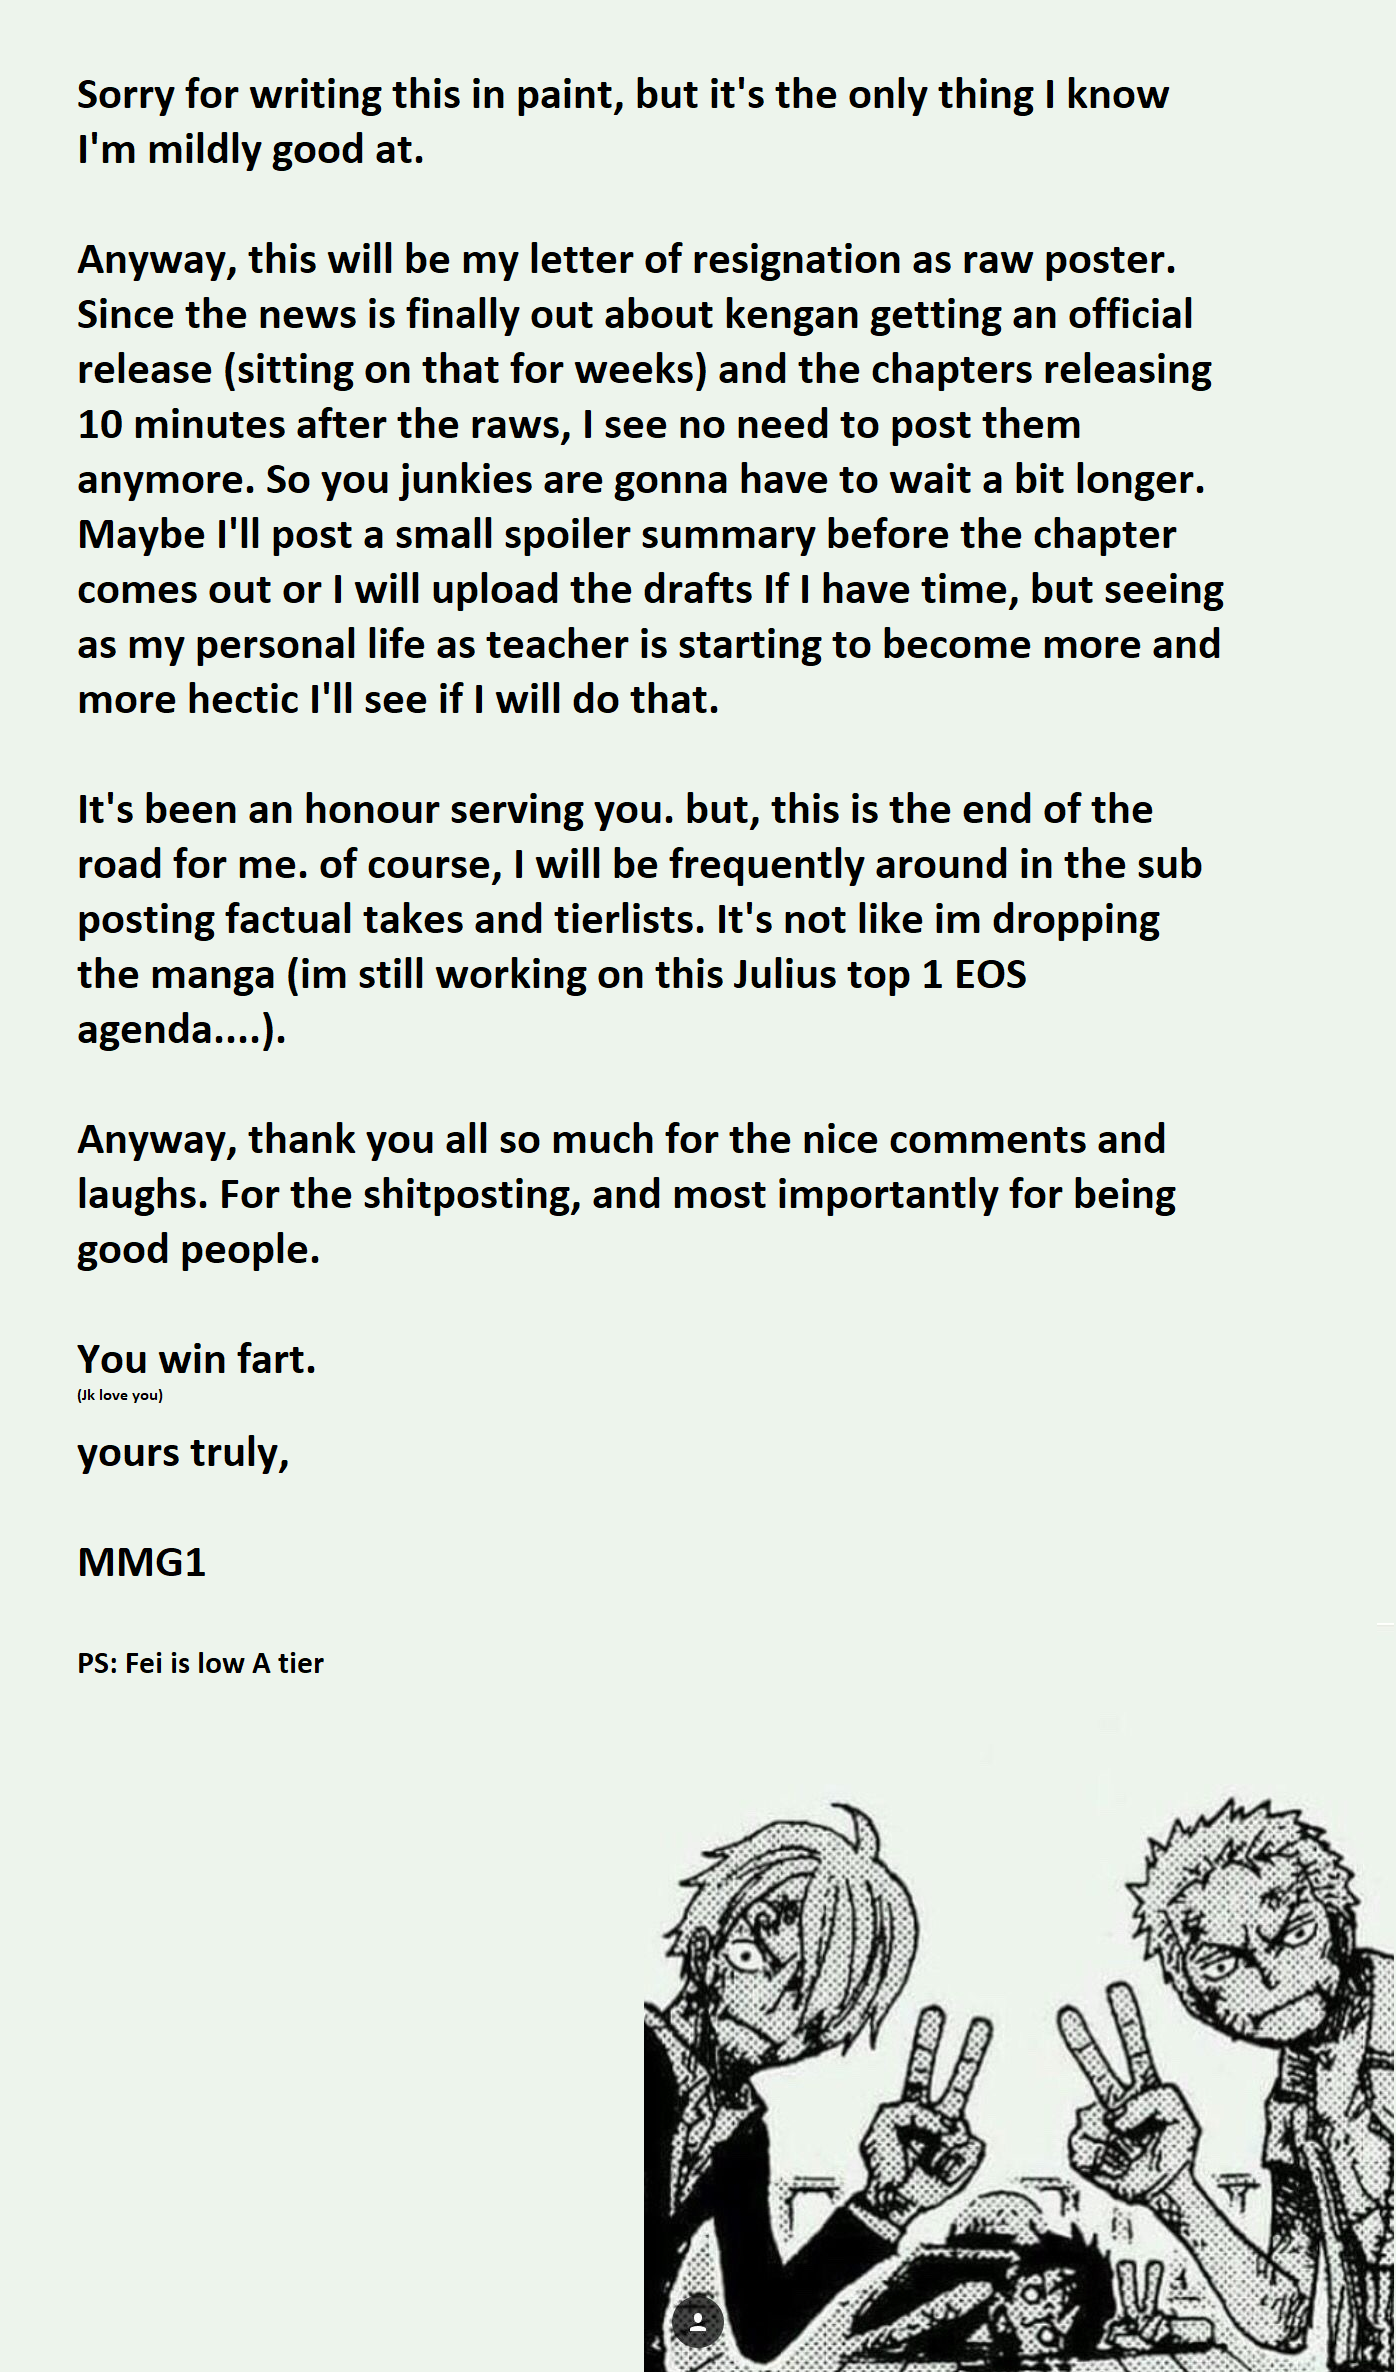 Sorry for writing this in paint, but it's the only thing I know
I'm mildly good at.
Anyway, this will be my letter of resignation as raw poster.
Since the news is finally out about kengan getting an official
release (sitting on that for weeks) and the chapters releasing
10 minutes after the raws, I see no need to post them
anymore. So you junkies are gonna have to wait a bit longer.
Maybe I'll post a small spoiler summary before the chapter
comes out or I will upload the drafts If I have time, but seeing
as my personal life as teacher is starting to become more and
more hectic I'll see if I will do that.
It's been an honour serving you. but, this is the end of the
road for me. of course, I will be frequently around in the sub
posting factual takes and tierlists. It's not like im dropping
the manga (im still working on this Julius top 1 EOS
agenda....).
Anyway, thank you all so much for the nice comments and
laughs. For the shitposting, and most importantly for being
good people.
You win fart.
(Jk love you)
yours truly,
MMG1
PS: Fei is low A tier